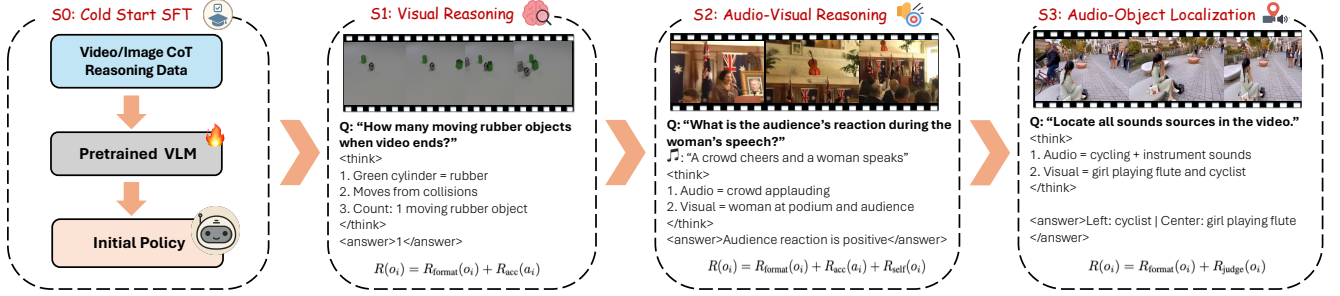 S0: Cold Start SFT
Video/Image CoT
Reasoning Data
Pretrained VLM
Initial Policy
S1: Visual Reasoning
Q: “How many moving rubber objects
when video ends?”
<think>
1. Green cylinder = rubber
2. Moves from collisions
3. Count: 1 moving rubber object
</think>
<answer>1</answer>
R(o_i) = R_format(o_i) + R_acc(a_i)
S2: Audio-Visual Reasoning
Q: “What is the audience’s reaction during the
woman’s speech?”
🎵: “A crowd cheers and a woman speaks”
<think>
1. Audio = crowd applauding
2. Visual = woman at podium and audience
</think>
<answer>Audience reaction is positive</answer>
R(o_i) = R_format(o_i) + R_acc(a_i) + R_self(o_i)
S3: Audio-Object Localization
Q: “Locate all sounds sources in the video.”
<think>
1. Audio = cycling + instrument sounds
2. Visual = girl playing flute and cyclist
</think>
<answer>Left: cyclist | Center: girl playing flute
</answer>
R(o_i) = R_format(o_i) + R_judge(o_i)